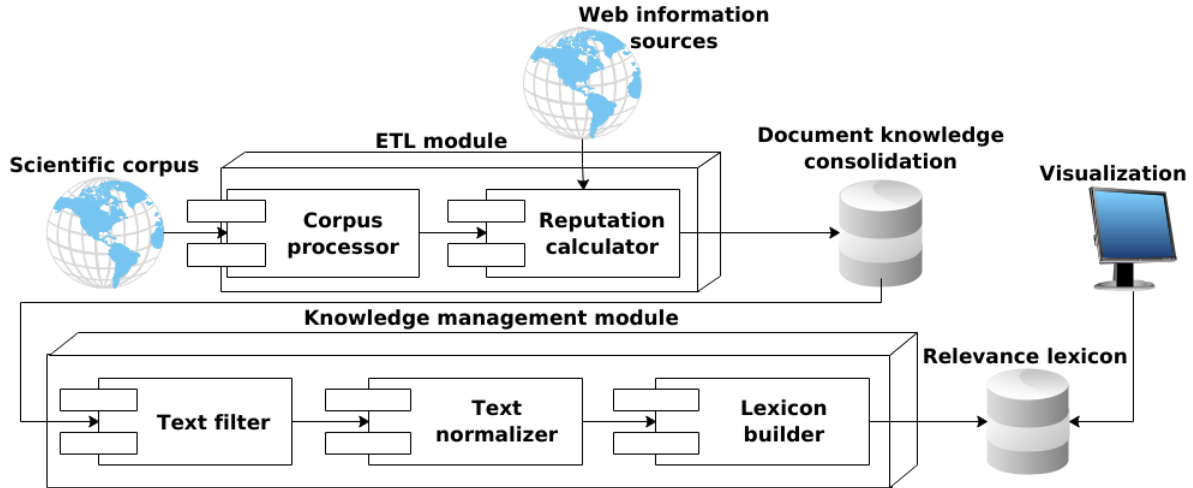 Web information
sources
ETL module
Document knowledge
consolidation
Scientific corpus
Visualization
Corpus
processor
Reputation
calculator
Knowledge management module
Relevance lexicon
Text filter
Text
normalizer
Lexicon
builder